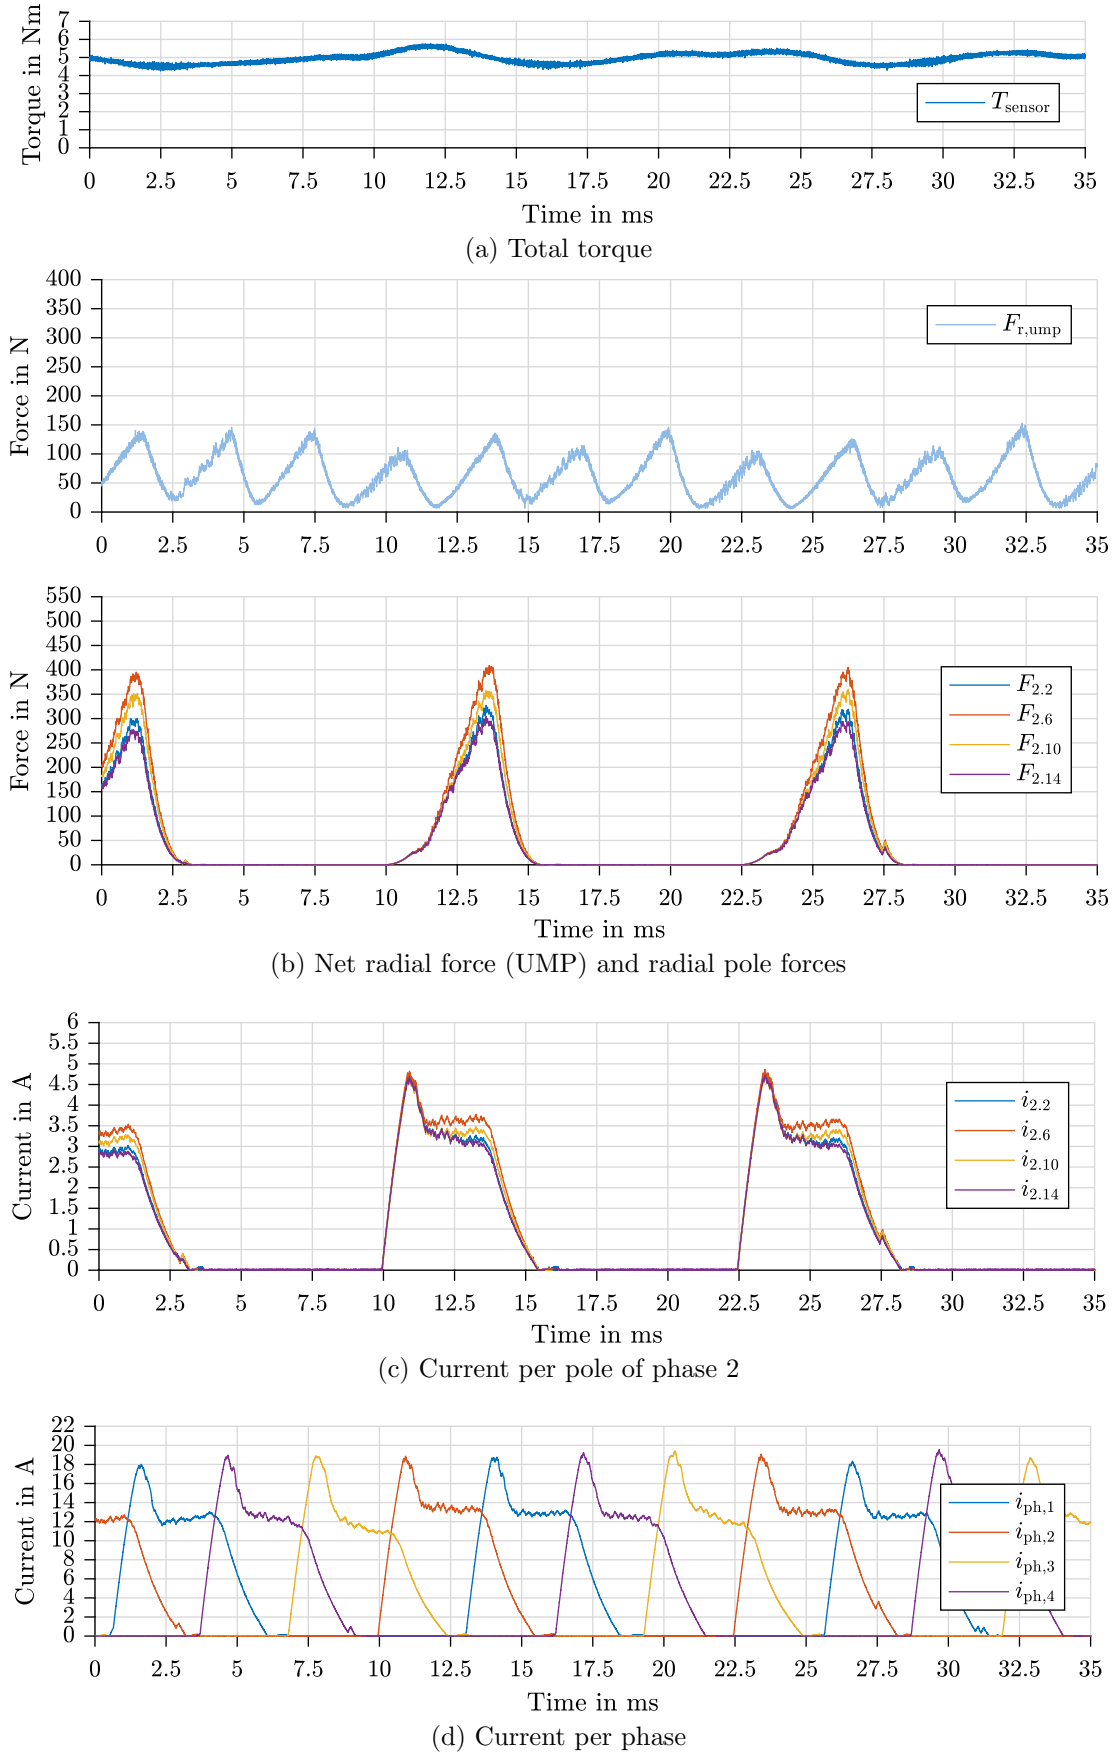 Torque in Nm
7
6
5
4
3
2
1
0
T_sensor
0 2.5 5 7.5 10 12.5 15 17.5 20 22.5 25 27.5 30 32.5 35
Time in ms
(a) Total torque
Force in N
400
350
300
250
200
150
100
50
0
F_r,ump
0 2.5 5 7.5 10 12.5 15 17.5 20 22.5 25 27.5 30 32.5 35
Force in N
550
500
450
400
350
300
250
200
150
100
50
0
F_2.2
F_2.6
F_2.10
F_2.14
0 2.5 5 7.5 10 12.5 15 17.5 20 22.5 25 27.5 30 32.5 35
Time in ms
(b) Net radial force (UMP) and radial pole forces
Current in A
6
5.5
5
4.5
4
3.5
3
2.5
2
1.5
1
0.5
0
i_2.2
i_2.6
i_2.10
i_2.14
0 2.5 5 7.5 10 12.5 15 17.5 20 22.5 25 27.5 30 32.5 35
Time in ms
(c) Current per pole of phase 2
Current in A
22
20
18
16
14
12
10
8
6
4
2
0
i_ph,1
i_ph,2
i_ph,3
i_ph,4
0 2.5 5 7.5 10 12.5 15 17.5 20 22.5 25 27.5 30 32.5 35
Time in ms
(d) Current per phase